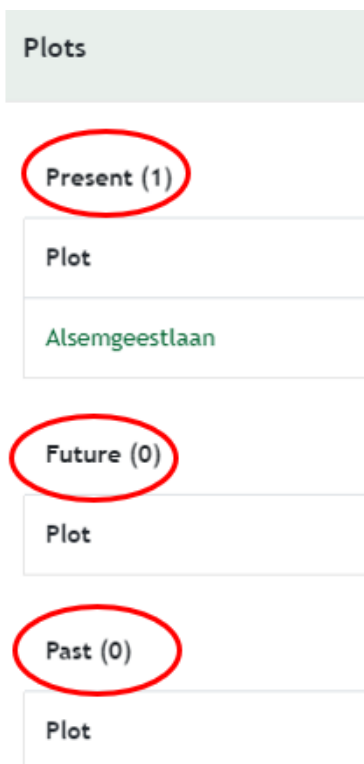 Plots
Present (1)
Plot
Alsemgeestlaan
Future (0)
Plot
Past (0)
Plot